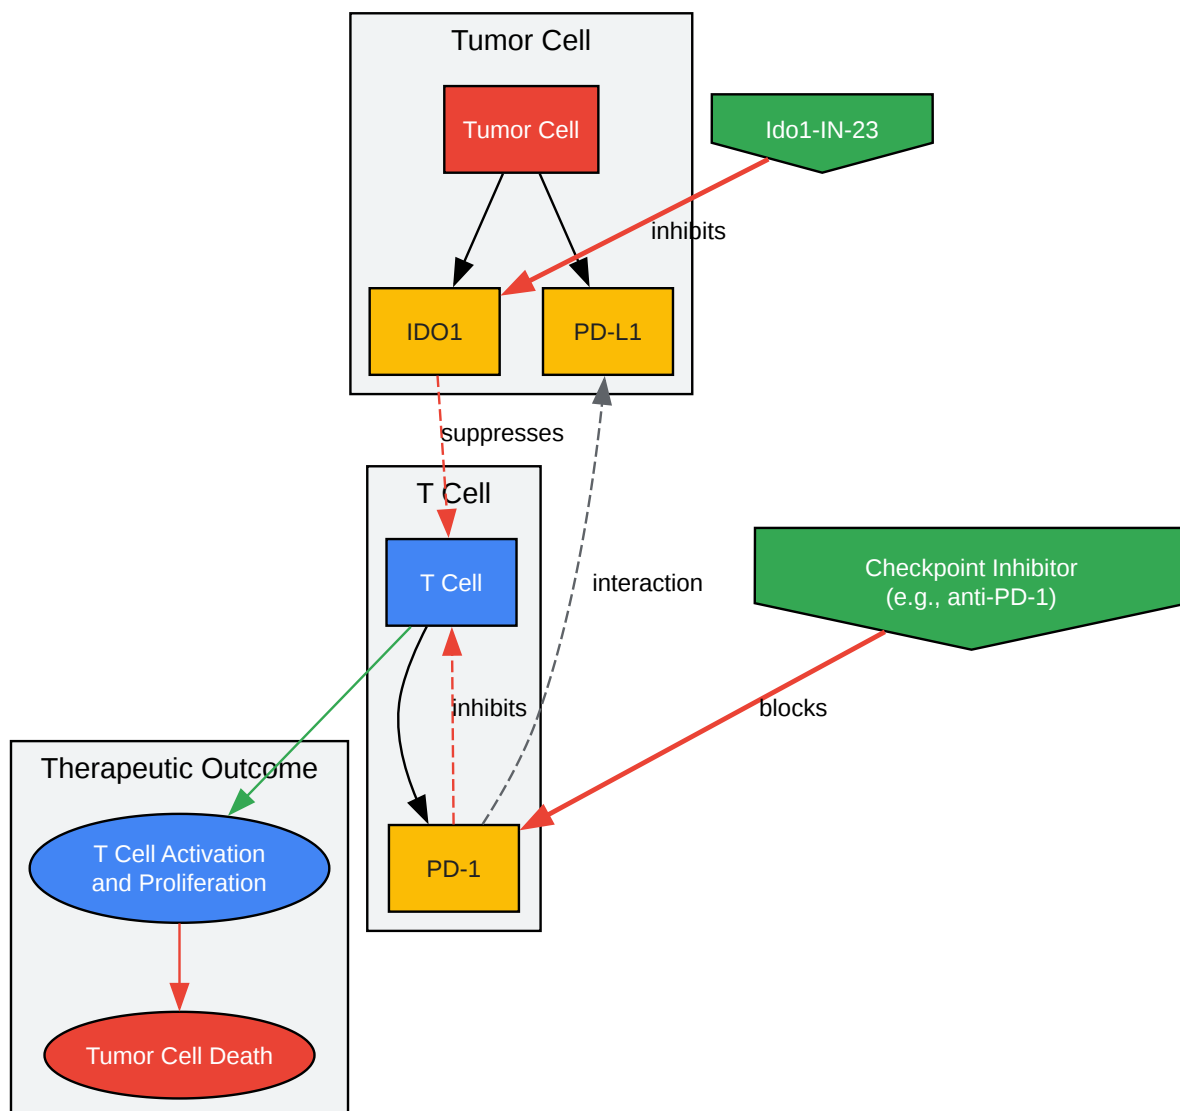 Tumor Cell
Tumor Cell
Ido1-IN-23
inhibits
IDO1
PD-L1
suppresses
T Cell
T Cell
interaction
Checkpoint Inhibitor
(e.g., anti-PD-1)
inhibits
blocks
Therapeutic Outcome
T Cell Activation
and Proliferation
PD-1
Tumor Cell Death